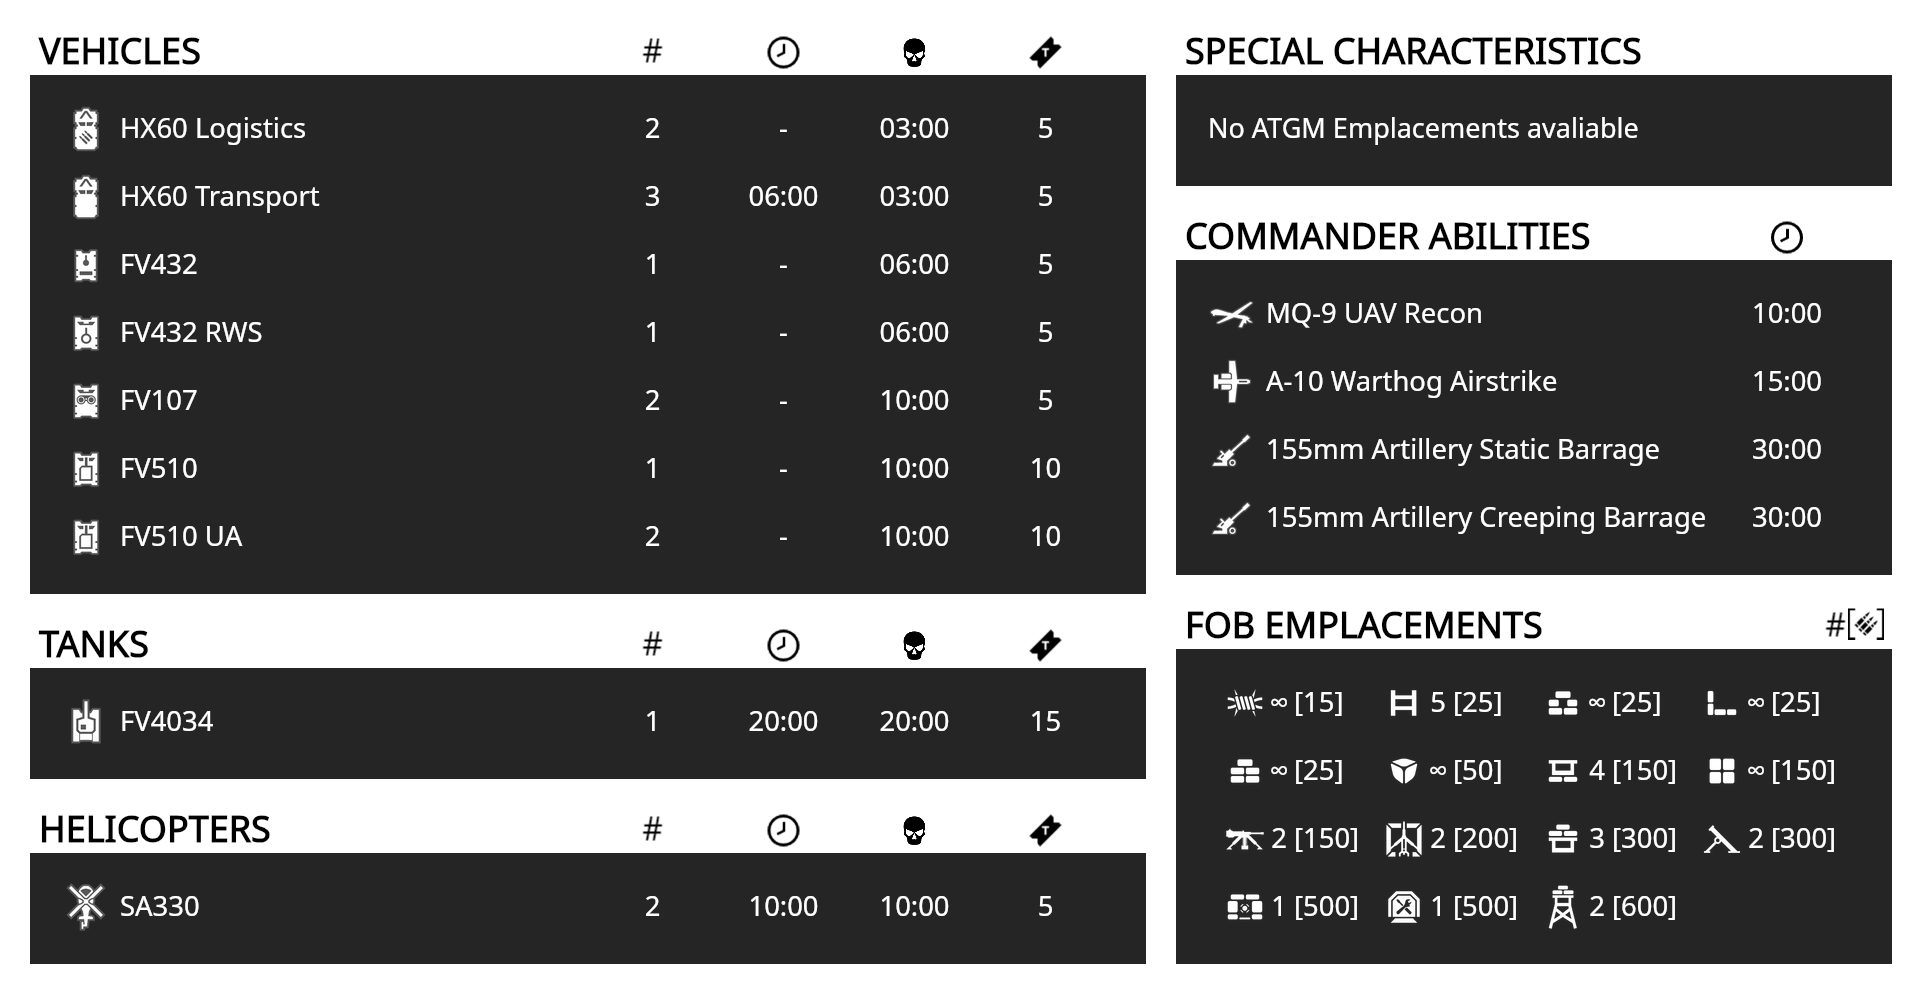 VEHICLES #
HX60 Logistics 2 - 03:00 5
HX60 Transport 3 06:00 03:00 5
FV432 1 - 06:00 5
FV432 RWS 1 - 06:00 5
FV107 2 - 10:00 5
FV510 1 - 10:00 10
FV510 UA 2 - 10:00 10
TANKS #
FV4034 1 20:00 20:00 15
HELICOPTERS #
SA330 2 10:00 10:00 5
SPECIAL CHARACTERISTICS
No ATGM Emplacements avaliable
COMMANDER ABILITIES
MQ-9 UAV Recon 10:00
A-10 Warthog Airstrike 15:00
155mm Artillery Static Barrage 30:00
155mm Artillery Creeping Barrage 30:00
FOB EMPLACEMENTS #[]
∞ [15] 5 [25] ∞ [25] ∞ [25]
∞ [25] ∞ [50] 4 [150] ∞ [150]
2 [150] 2 [200] 3 [300] 2 [300]
1 [500] 1 [500] 2 [600]